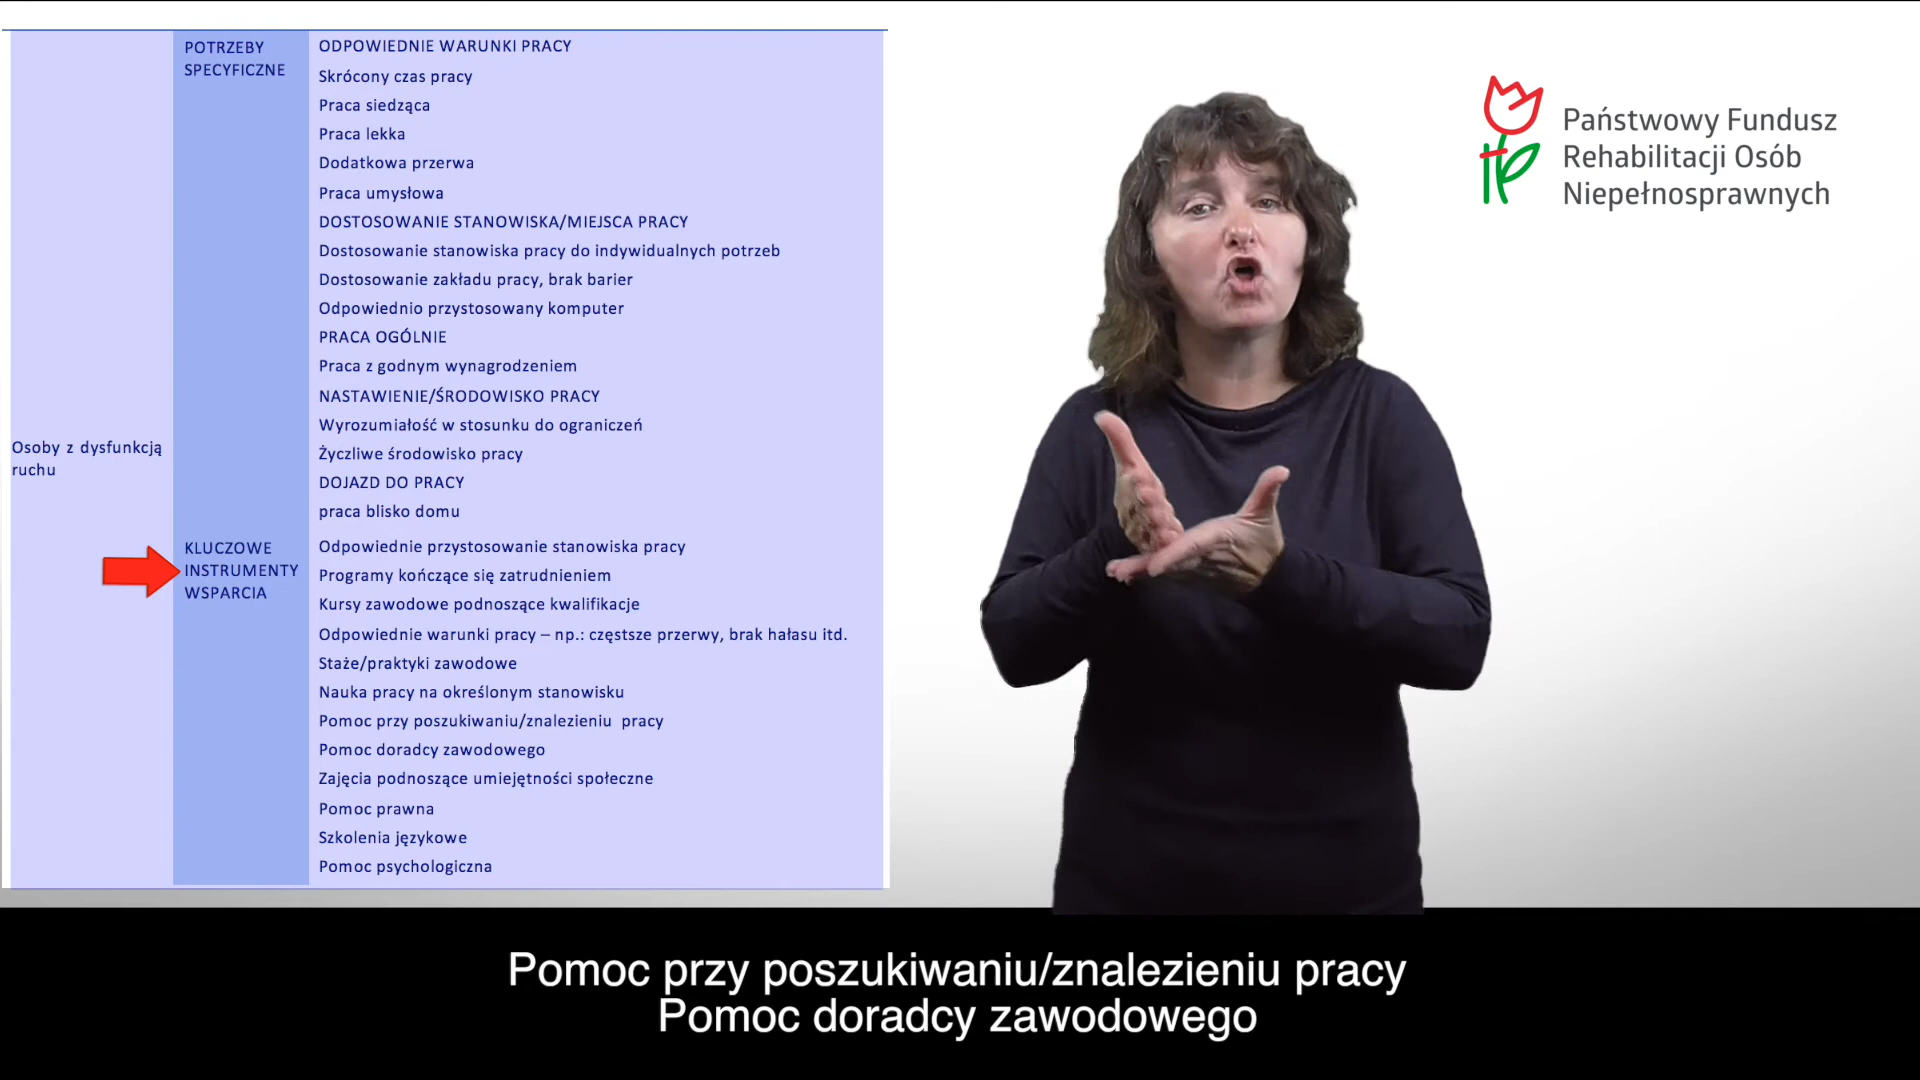 Osoby z dysfunkcją
ruchu
POTRZEBY
SPECYFICZNE
ODPOWIEDNIE WARUNKI PRACY
Skrócony czas pracy
Praca siedząca
Praca lekka
Dodatkowa przerwa
Praca umysłowa
DOSTOSOWANIE STANOWISKA/MIEJSCA PRACY
Dostosowanie stanowiska pracy do indywidualnych potrzeb
Dostosowanie zakładu pracy, brak barier
Odpowiednio przystosowany komputer
PRACA OGÓLNIE
Praca z godnym wynagrodzeniem
NASTAWIENIE/ŚRODOWISKO PRACY
Wyrozumiałość w stosunku do ograniczeń
Życzliwe środowisko pracy
DOJAZD DO PRACY
praca blisko domu
KLUCZOWE
INSTRUMENTY
WSPARCIA
Odpowiednie przystosowanie stanowiska pracy
Programy kończące się zatrudnieniem
Kursy zawodowe podnoszące kwalifikacje
Odpowiednie warunki pracy – np.: częstsze przerwy, brak hałasu itd.
Staże/praktyki zawodowe
Nauka pracy na określonym stanowisku
Pomoc przy poszukiwaniu/znalezieniu pracy
Pomoc doradcy zawodowego
Zajęcia podnoszące umiejętności społeczne
Pomoc prawna
Szkolenia językowe
Pomoc psychologiczna
Państwowy Fundusz
Rehabilitacji Osób
Niepełnosprawnych
Pomoc przy poszukiwaniu/znalezieniu pracy
Pomoc doradcy zawodowego